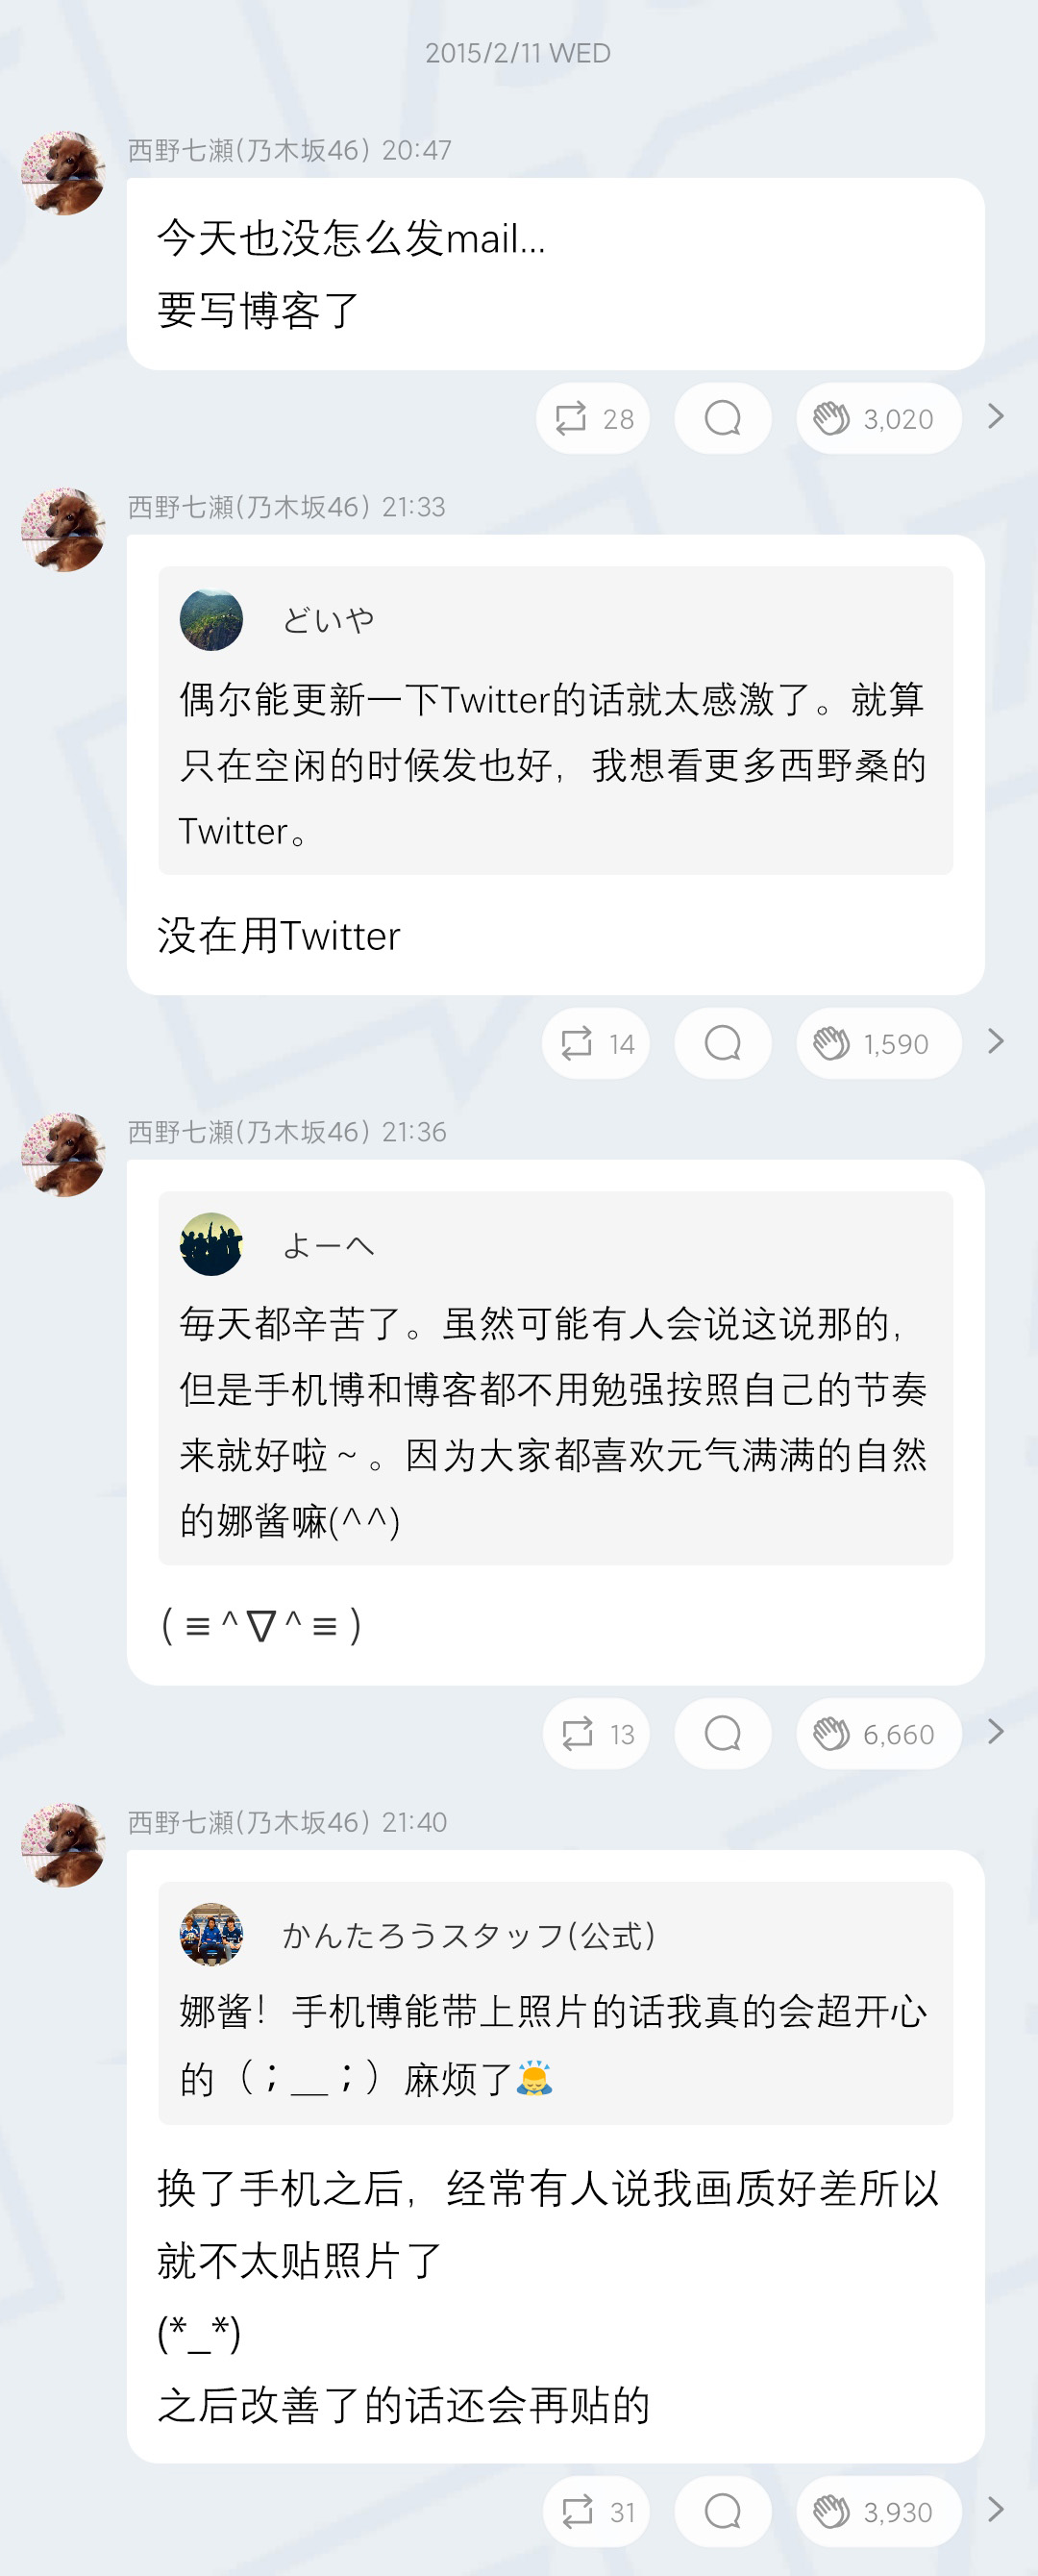 2015/2/11 WED
西野七瀬(乃木坂46) 20:47
今天也没怎么发mail...
要写博客了
28
3,020
西野七瀬(乃木坂46) 21:33
どいや
偶尔能更新一下Twitter的话就太感激了。就算
只在空闲的时候发也好，我想看更多西野桑的
Twitter。
没在用Twitter
14
1,590
西野七瀬(乃木坂46) 21:36
よーへ
每天都辛苦了。虽然可能有人会说这说那的，
但是手机博和博客都不用勉强按照自己的节奏
来就好啦～。因为大家都喜欢元气满满的自然
的娜酱嘛(^^)
(≡^∇^≡)
13
6,660
西野七瀬(乃木坂46) 21:40
かんたろうスタッフ(公式)
娜酱！手机博能带上照片的话我真的会超开心
的（；＿；）麻烦了🙇
换了手机之后，经常有人说我画质好差所以
就不太贴照片了
(*_*)
之后改善了的话还会再贴的
31
3,930